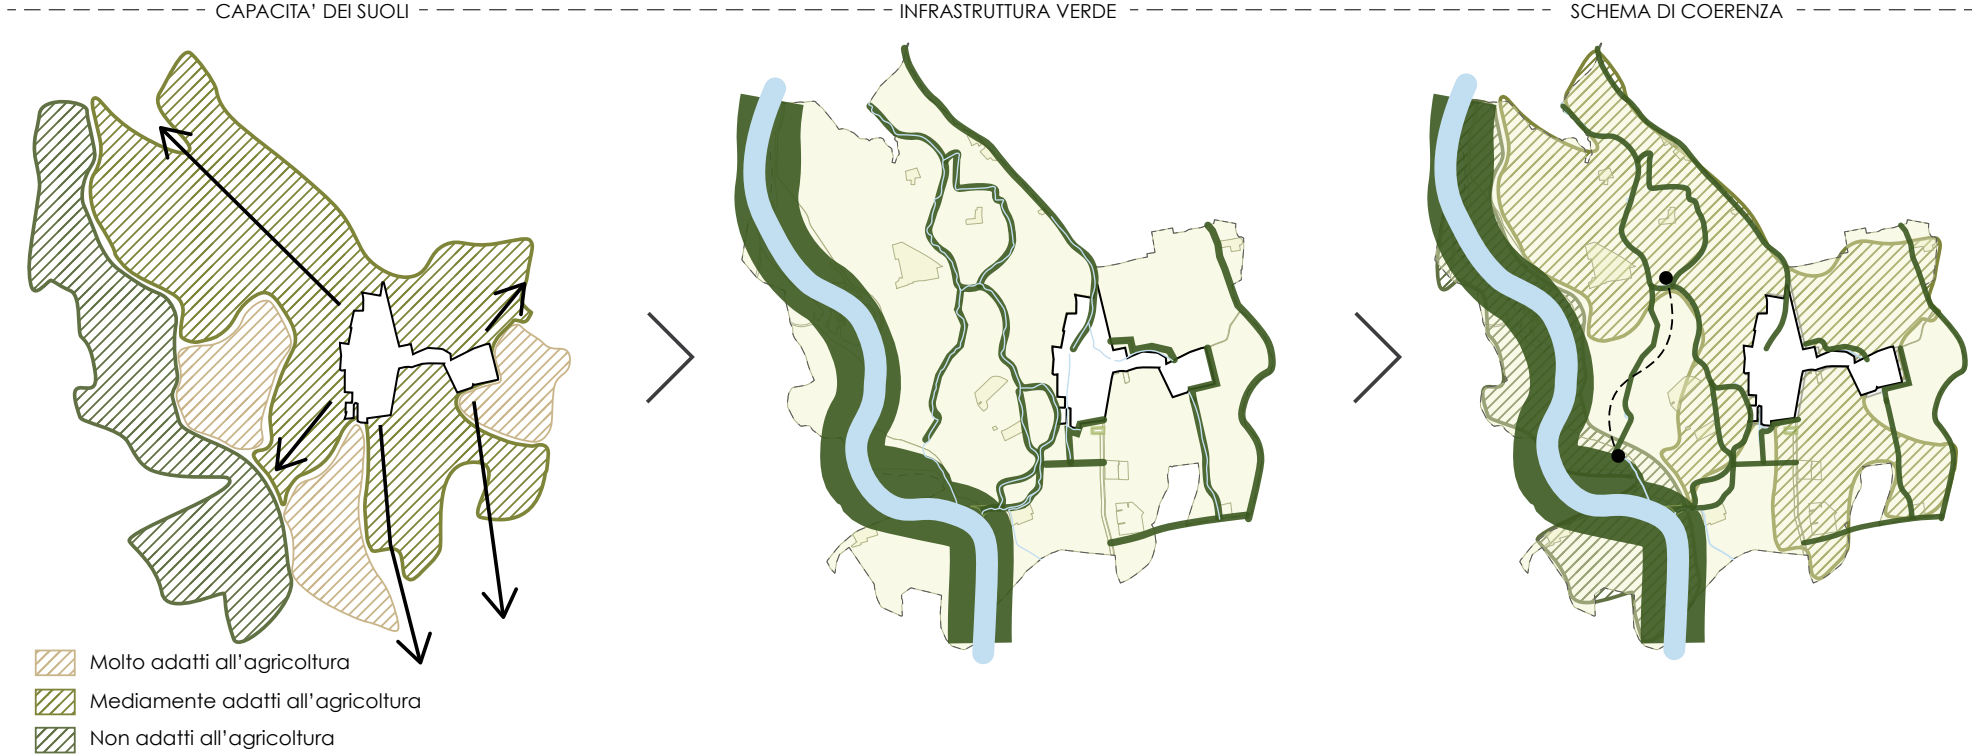 CAPACITA' DEI SUOLI
INFRASTRUTTURA VERDE
SCHEMA DI COERENZA
Molto adatti all'agricoltura
Mediamente adatti all'agricoltura
Non adatti all'agricoltura